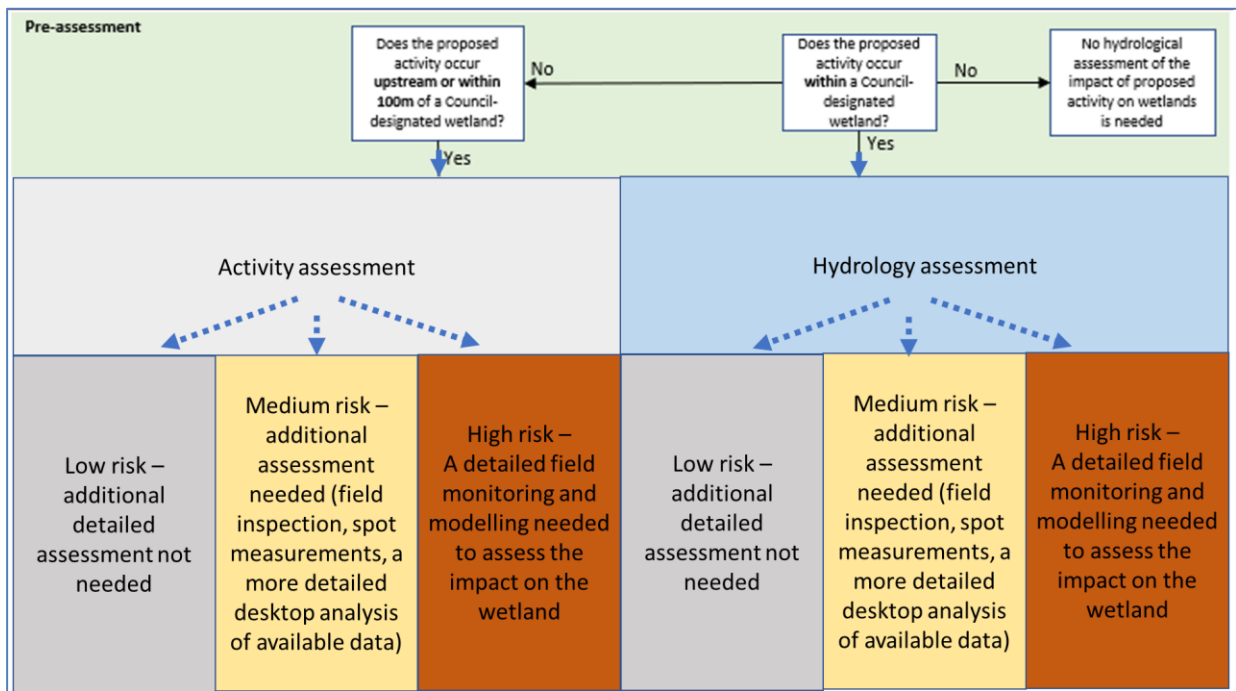 Pre-assessment
Does the proposed
activity occur
upstream or within
100m of a Council-
designated wetland?
No
Does the proposed
activity occur
within a Council-
designated
wetland?
No
No hydrological
assessment of the
impact of proposed
activity on wetlands
is needed
Yes
Yes
Activity assessment
Hydrology assessment
Low risk –
additional
detailed
assessment not
needed
Medium risk –
additional
assessment
needed (field
inspection, spot
measurements, a
more detailed
desktop analysis
of available data)
High risk –
A detailed field
monitoring and
modelling needed
to assess the
impact on the
wetland
Low risk –
additional
detailed
assessment not
needed
Medium risk –
additional
assessment
needed (field
inspection, spot
measurements, a
more detailed
desktop analysis
of available data)
High risk –
A detailed field
monitoring and
modelling needed
to assess the
impact on the
wetland